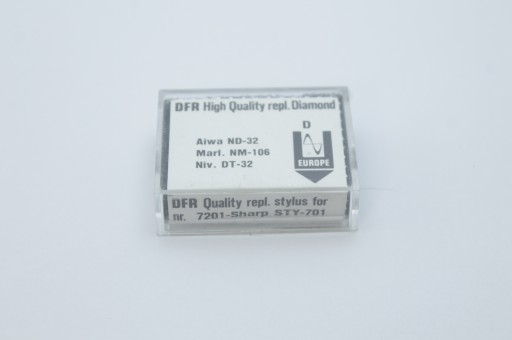 DFR High Quality repl. Diamond
D
Aiwa ND-32
Marl. NM-106
Niv. DT-32
EUROPE
DFR Quality repl. stylus for
nr. 7201-Sharp STY-701